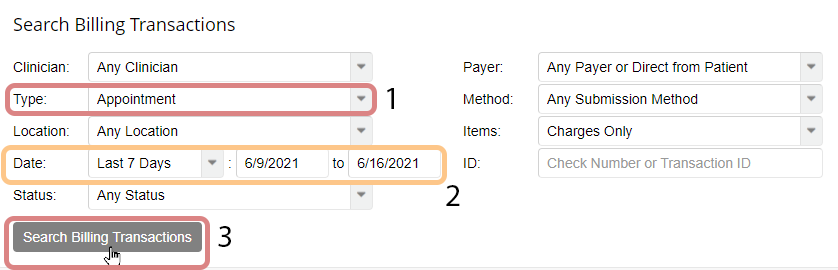 Search Billing Transactions
Clinician: Any Clinician Payer: Any Payer or Direct from Patient
Type: Appointment 1 Method: Any Submission Method
Location: Any Location Items: Charges Only
Date: Last 7 Days : 6/9/2021 to 6/16/2021 ID: Check Number or Transaction ID
Status: Any Status 2
Search Billing Transactions 3